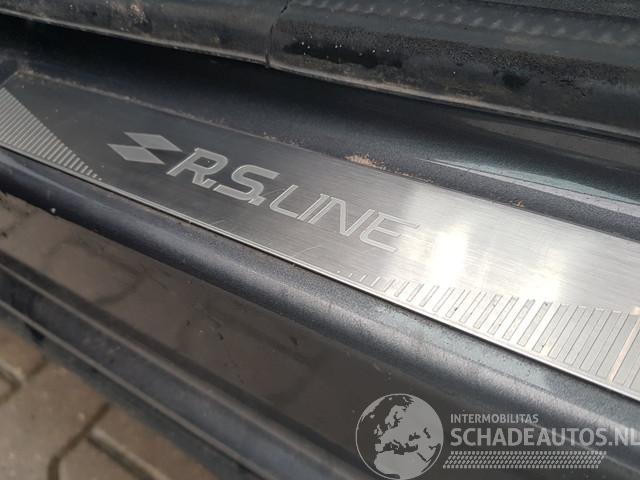 R.S. LINE
INTERMOBILITAS
SCHADEAUTOS.NL